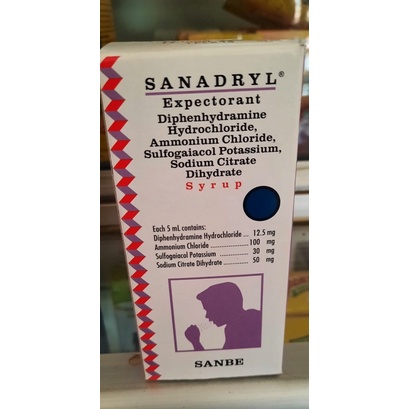 SANADRYL®
Expectorant
Diphenhydramine
Hydrochloride,
Ammonium Chloride,
Sulfogaiacol Potassium,
Sodium Citrate
Dihydrate
Syrup
Each 5 mL contains:
Diphenhydramine Hydrochloride ... 12.5 mg
Ammonium Chloride ..................... 100 mg
Sulfogaiacol Potassium ............... 30 mg
Sodium Citrate Dihydrate ............. 50 mg
SANBE